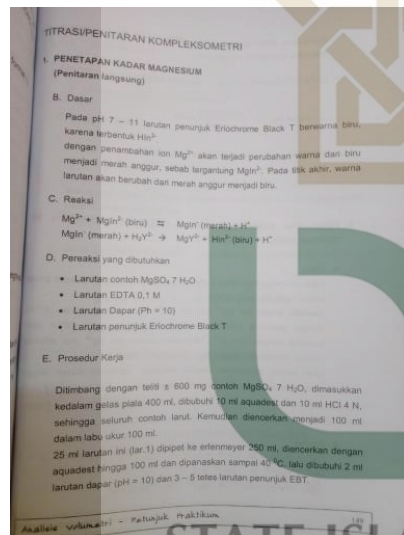 TITRASI/PENITARAN KOMPLEKSOMETRI
1. PENETAPAN KADAR MAGNESIUM
(Penitaran langsung)
B. Dasar
Pada pH 7 – 11 larutan penunjuk Eriochrome Black T berwarna biru,
karena terbentuk HIn²⁻
dengan penambahan ion Mg²⁺ akan terjadi perubahan warna dari biru
menjadi merah anggur, sebab tergantung MgIn²⁻. Pada titik akhir, warna
larutan akan berubah dari merah anggur menjadi biru.
C. Reaksi
Mg²⁺ + MgIn²⁻ (biru) ⇆ MgIn⁻ (merah) + H⁺
MgIn⁻ (merah) + H₂Y²⁻ → MgY²⁻ + HIn²⁻ (biru) + H⁺
D. Pereaksi yang dibutuhkan
• Larutan contoh MgSO₄ 7 H₂O
• Larutan EDTA 0,1 M
• Larutan Dapar (Ph = 10)
• Larutan penunjuk Eriochrome Black T
E. Prosedur Kerja
Ditimbang dengan teliti ± 600 mg contoh MgSO₄ 7 H₂O, dimasukkan
kedalam gelas piala 400 ml, dibubuhi 10 ml aquadest dan 10 ml HCl 4 N,
sehingga seluruh contoh larut. Kemudian diencerkan menjadi 100 ml
dalam labu ukur 100 ml.
25 ml larutan ini (lar.1) dipipet ke erlenmeyer 250 ml, diencerkan dengan
aquadest hingga 100 ml dan dipanaskan sampai 40 ⁰C, lalu dibubuhi 2 ml
larutan dapar (pH = 10) dan 3 – 5 tetes larutan penunjuk EBT.
Analisis volumetri – Petunjuk Praktikum
149
STATE ISL